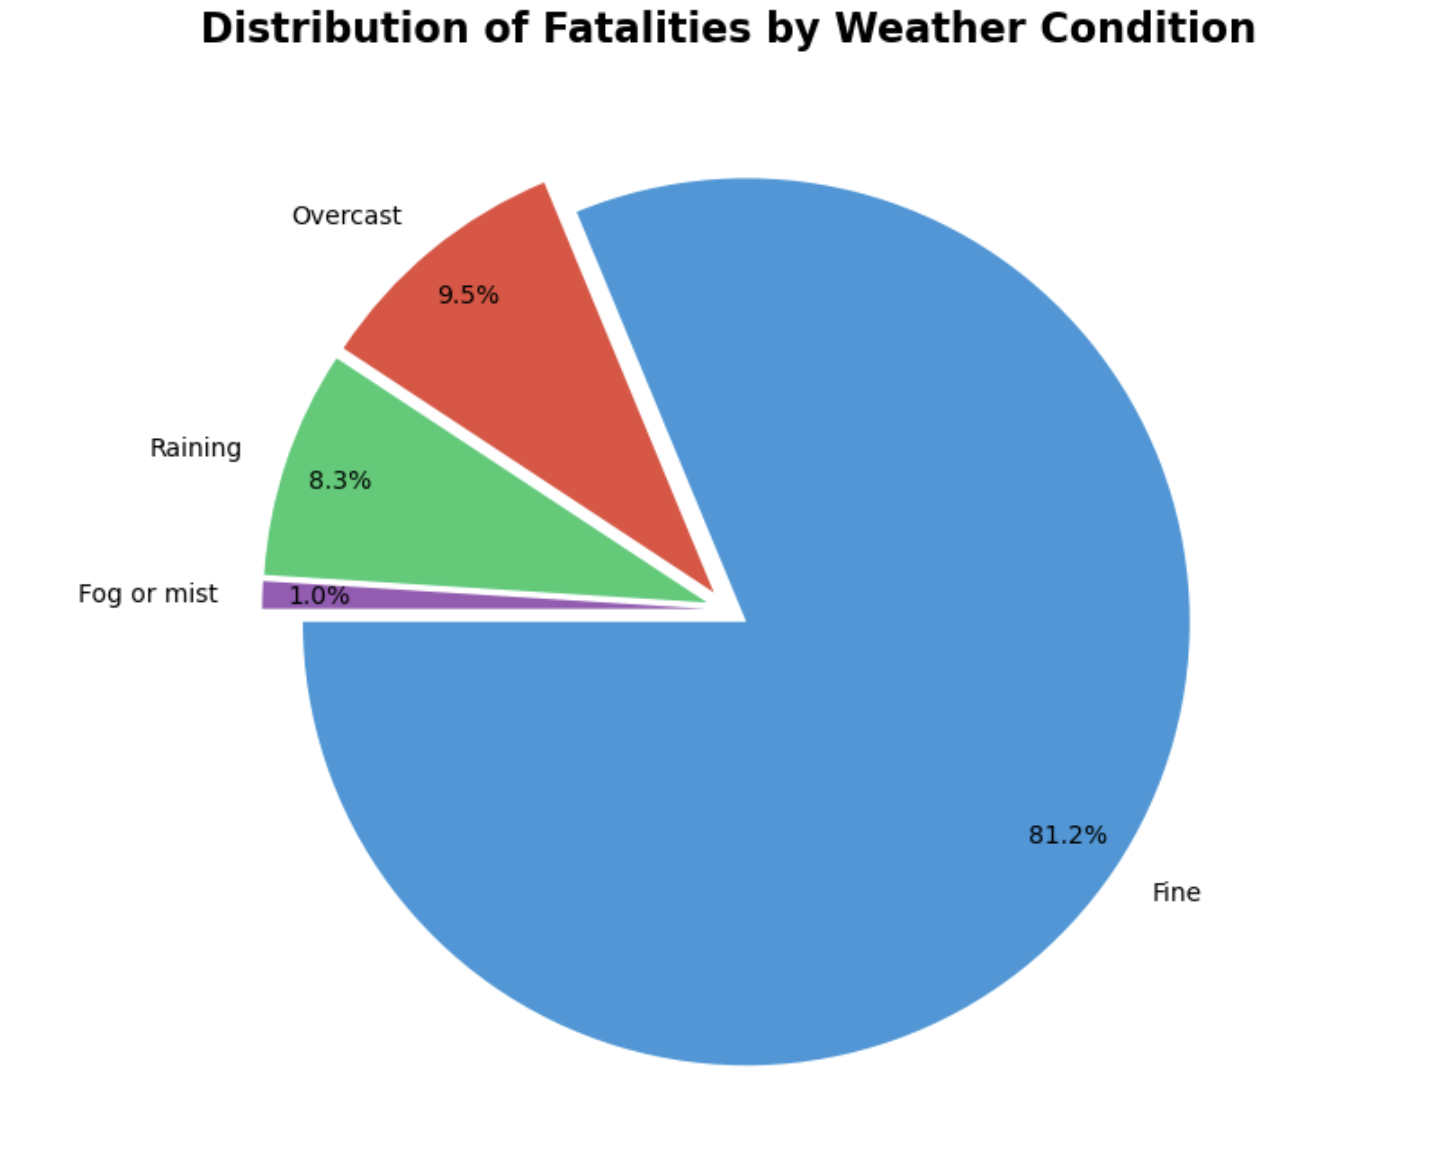 Distribution of Fatalities by Weather Condition
Overcast
9.5%
Raining
8.3%
Fog or mist
1.0%
81.2%
Fine